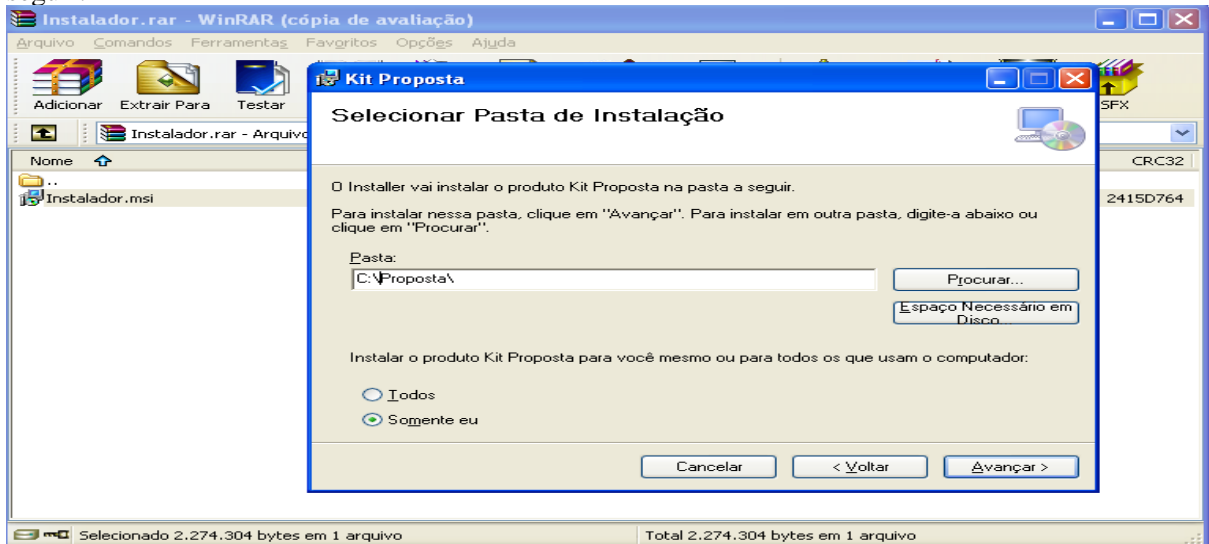 Instalador.rar - WinRAR (cópia de avaliação)
Arquivo Comandos Ferramentas Favoritos Opções Ajuda
Adicionar Extrair Para Testar SFX
Instalador.rar - Arquivo
Nome CRC32
..
Instalador.msi 2415D764
Kit Proposta
Selecionar Pasta de Instalação
O Installer vai instalar o produto Kit Proposta na pasta a seguir.
Para instalar nessa pasta, clique em "Avançar". Para instalar em outra pasta, digite-a abaixo ou
clique em "Procurar".
Pasta:
C:\Proposta\
Procurar...
Espaço Necessário em
Disco...
Instalar o produto Kit Proposta para você mesmo ou para todos os que usam o computador:
Todos
Somente eu
Cancelar < Voltar Avançar >
Selecionado 2.274.304 bytes em 1 arquivo Total 2.274.304 bytes em 1 arquivo